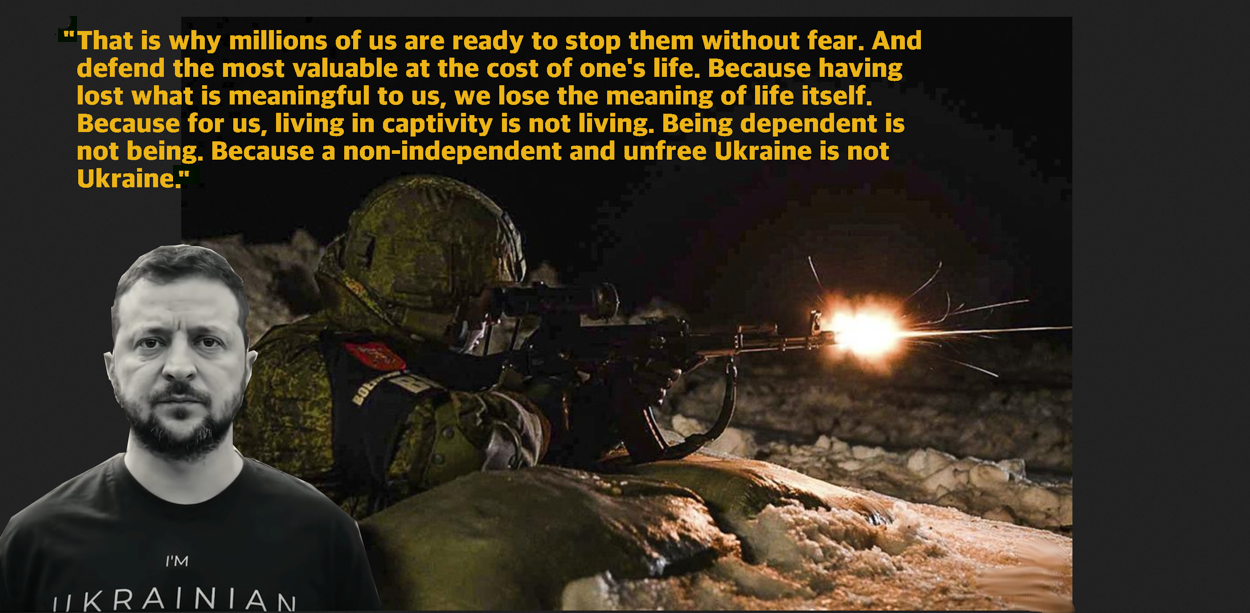 "That is why millions of us are ready to stop them without fear. And
defend the most valuable at the cost of one's life. Because having
lost what is meaningful to us, we lose the meaning of life itself.
Because for us, living in captivity is not living. Being dependent is
not being. Because a non-independent and unfree Ukraine is not
Ukraine."
I'M
UKRAINIAN